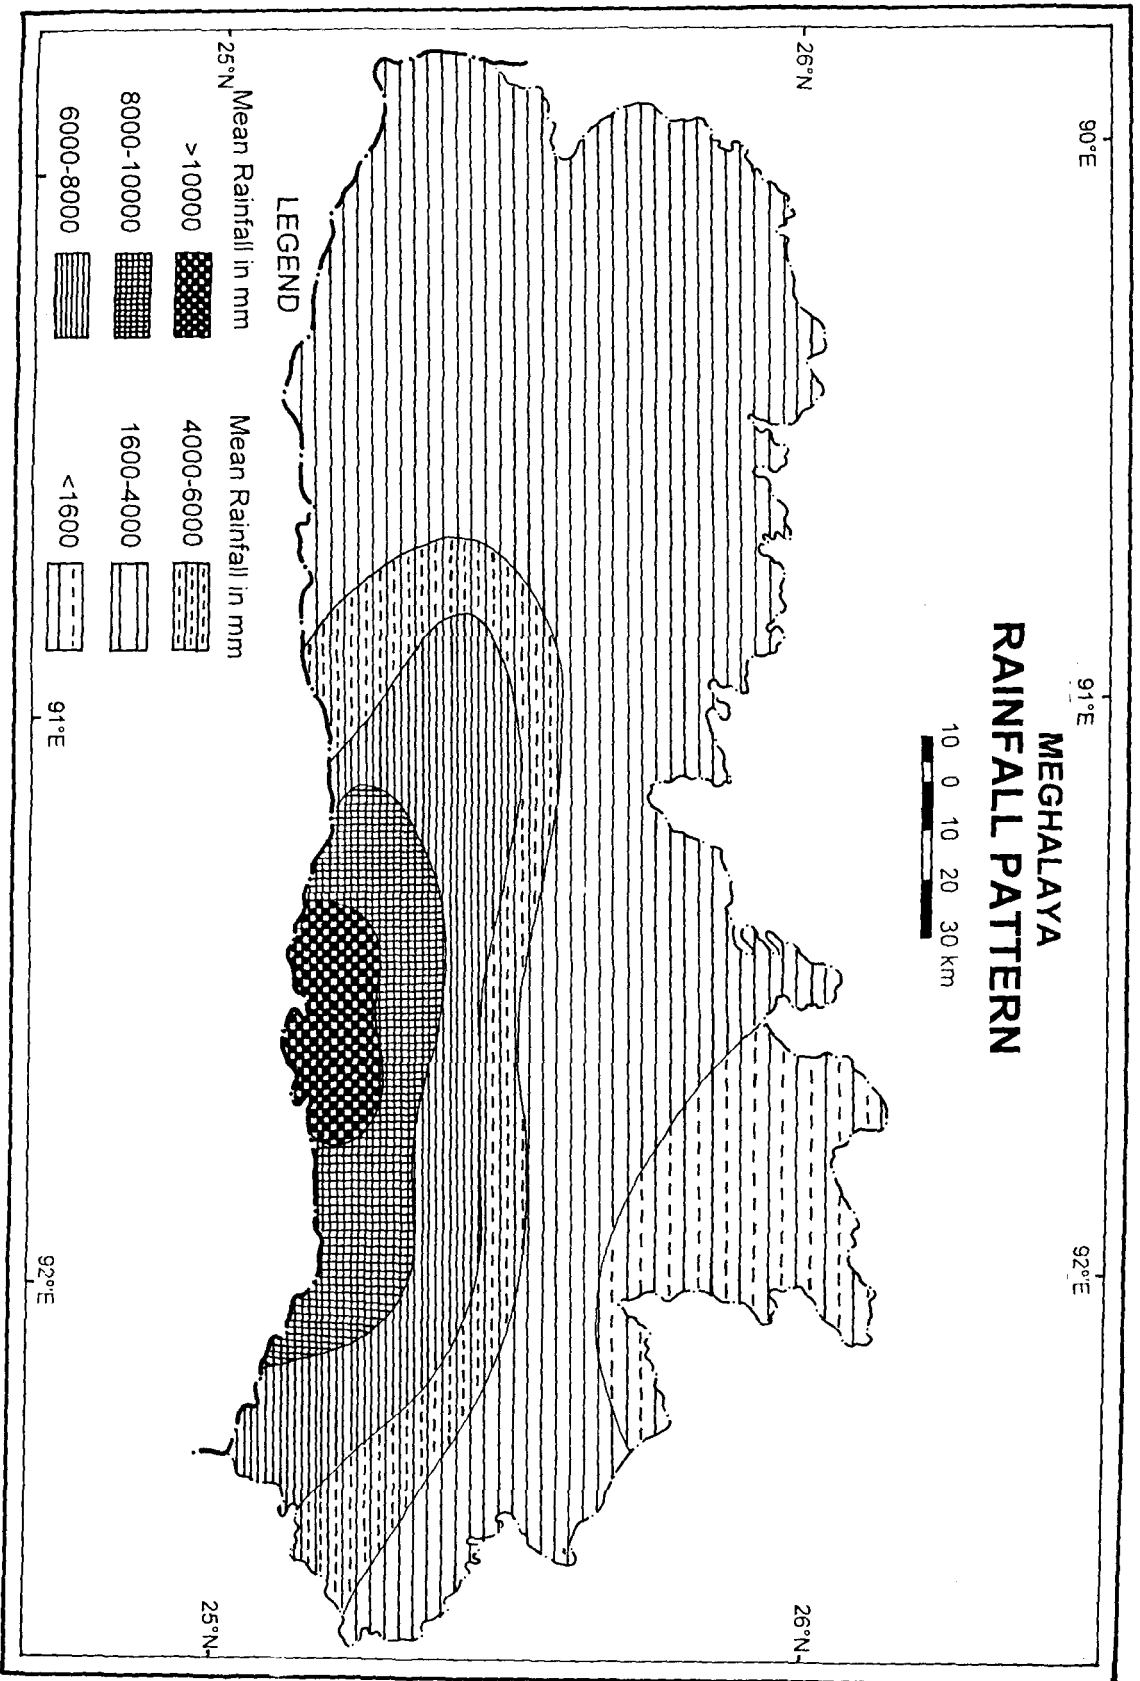 MEGHALAYA
RAINFALL PATTERN
10 0 10 20 30 km
90°E
91°E
92°E
26°N
26°N
25°N
25°N
91°E
92°E
LEGEND
Mean Rainfall in mm
>10000
8000-10000
6000-8000
Mean Rainfall in mm
4000-6000
1600-4000
<1600